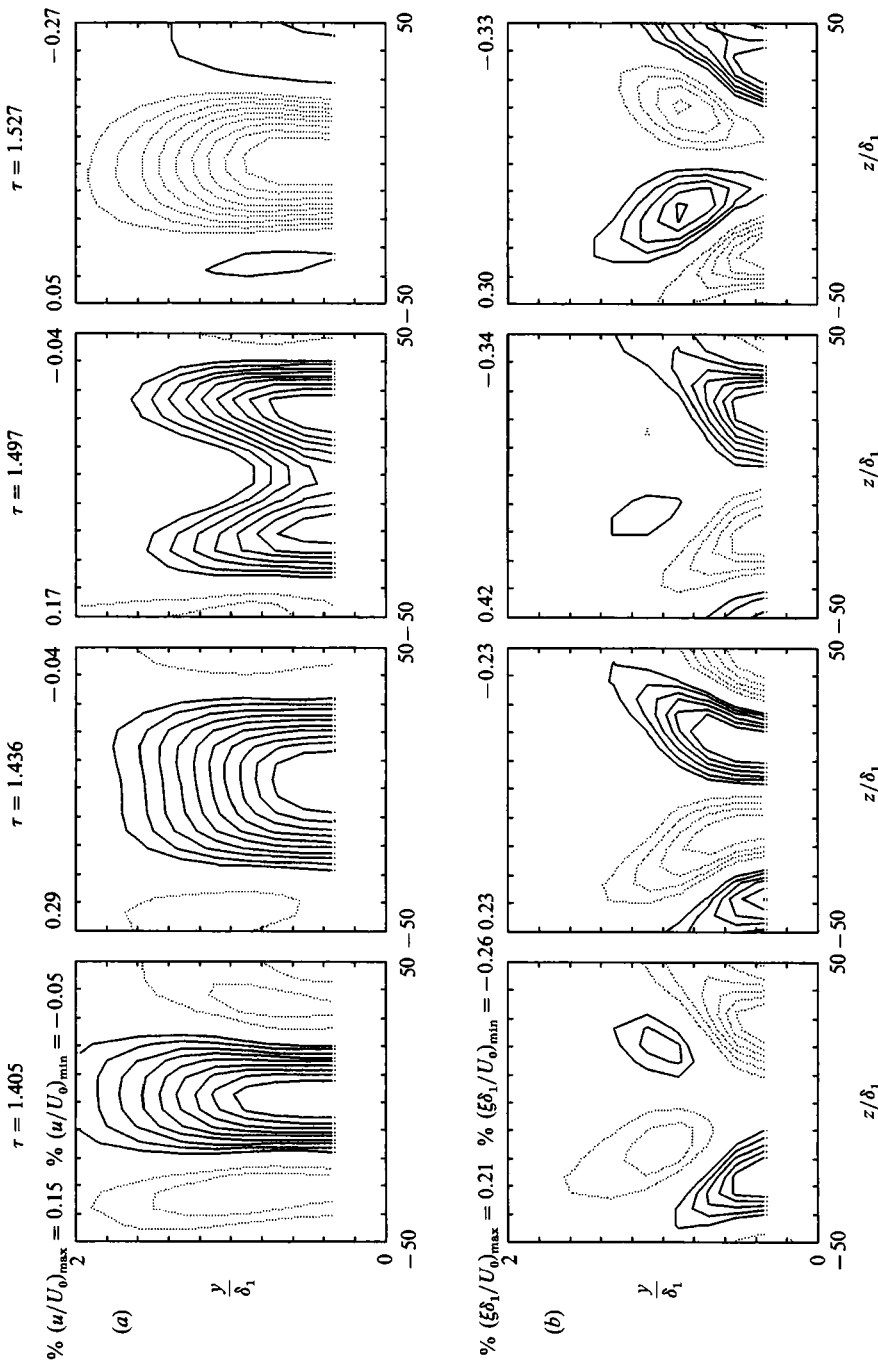 τ = 1.405 τ = 1.436 τ = 1.497 τ = 1.527
% (u/U₀)max = 0.15 % (u/U₀)min = −0.05 0.29 −0.04 0.17 −0.04 0.05 −0.27
(a)
2
y/δ₁
0
−50 50 −50 50 −50 50 −50 50
% (ξδ₁/U₀)max = 0.21 % (ξδ₁/U₀)min = −0.26 0.23 −0.23 0.42 −0.34 0.30 −0.33
(b)
2
y/δ₁
0
−50 50 −50 50 −50 50 −50 50
z/δ₁ z/δ₁ z/δ₁ z/δ₁